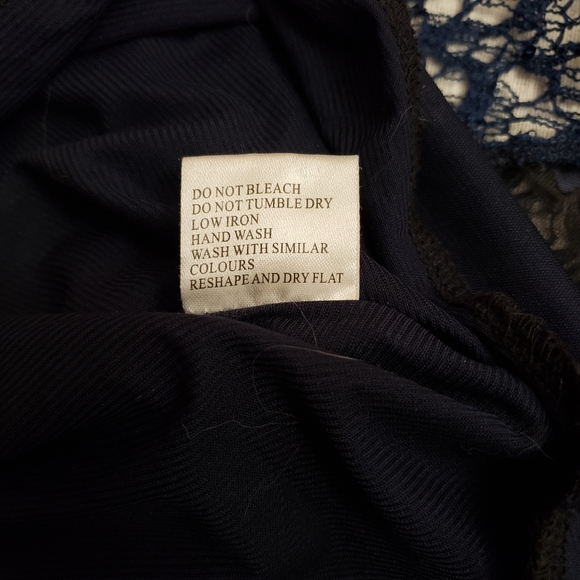 DO NOT BLEACH
DO NOT TUMBLE DRY
LOW IRON
HAND WASH
WASH WITH SIMILAR
COLOURS
RESHAPE AND DRY FLAT